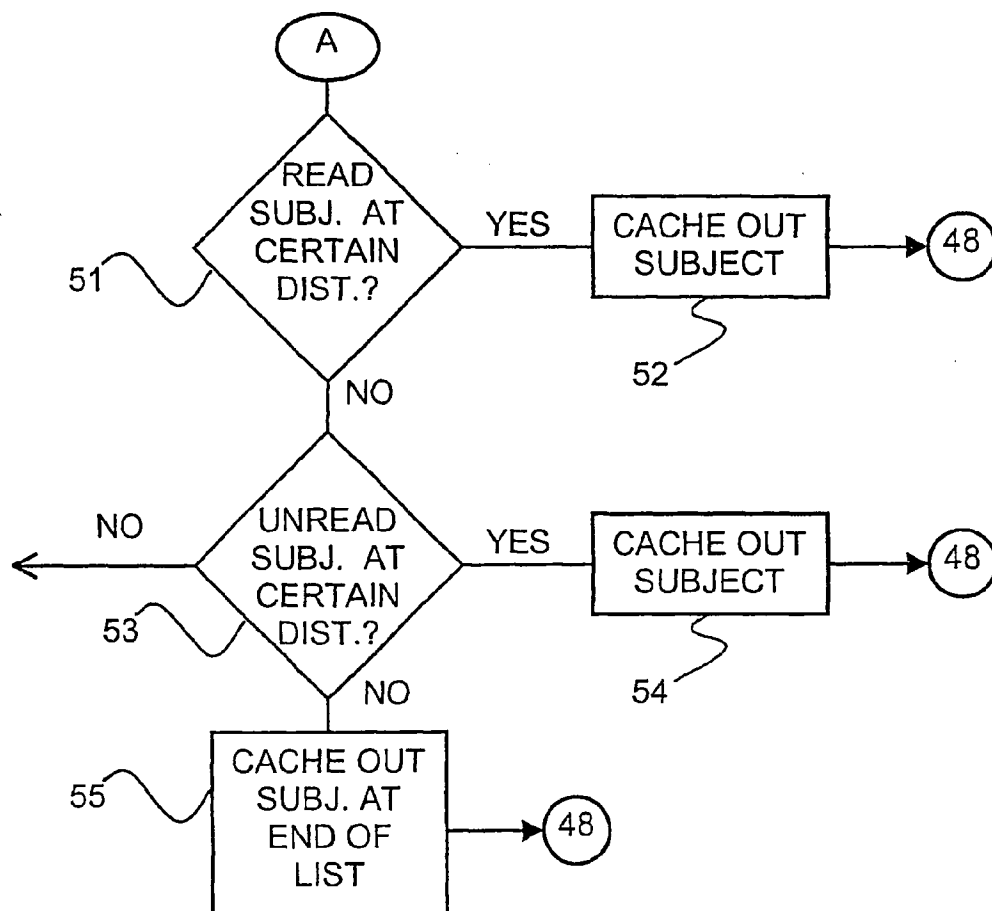 A
READ
SUBJ. AT
CERTAIN
DIST.?
YES
CACHE OUT
SUBJECT
48
51
52
NO
NO
UNREAD
SUBJ. AT
CERTAIN
DIST.?
YES
CACHE OUT
SUBJECT
48
53
54
NO
55
CACHE OUT
SUBJ. AT
END OF
LIST
48